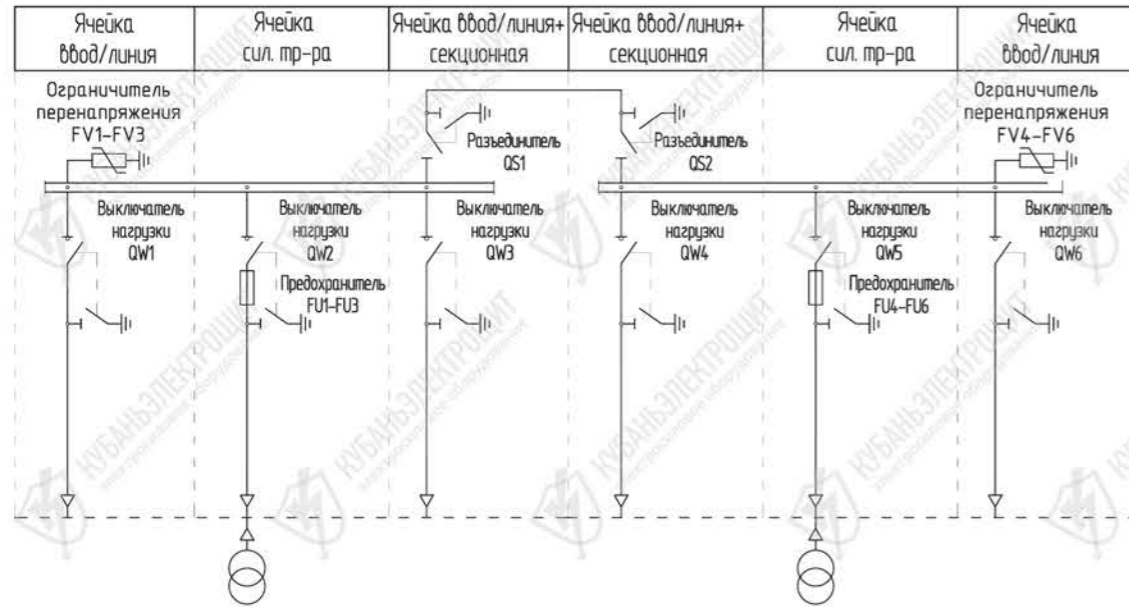 Ячейка
ввод/линия
Ячейка
сил. тр-ра
Ячейка ввод/линия+
секционная
Ячейка ввод/линия+
секционная
Ячейка
сил. тр-ра
Ячейка
ввод/линия
Ограничитель
перенапряжения
FV1-FV3
Разъединитель
QS1
Разъединитель
QS2
Ограничитель
перенапряжения
FV4-FV6
Выключатель
нагрузки
QW1
Выключатель
нагрузки
QW2
Предохранитель
FU1-FU3
Выключатель
нагрузки
QW3
Выключатель
нагрузки
QW4
Выключатель
нагрузки
QW5
Предохранитель
FU4-FU6
Выключатель
нагрузки
QW6
КУБАНЬЭЛЕКТРОЩИТ
электрощитовое оборудование